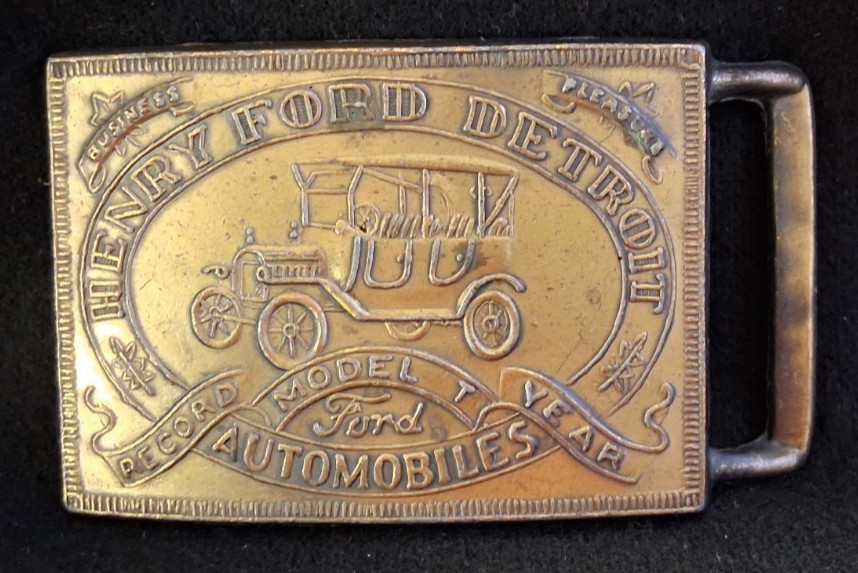 BUSINESS
PLEASURE
HENRY FORD DETROIT
RECORD MODEL T YEAR
Ford
AUTOMOBILES